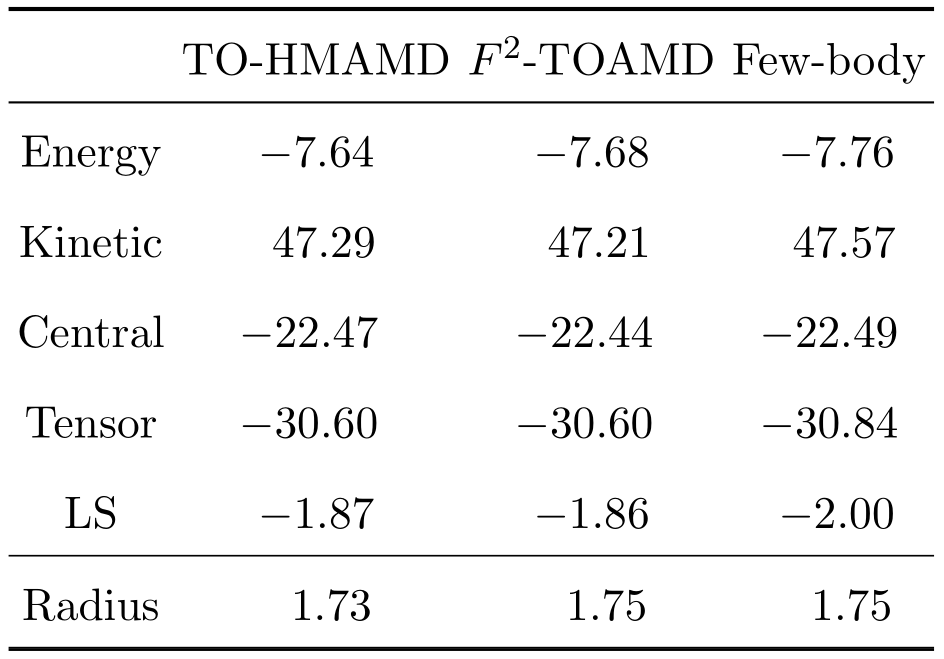 TO-HMAMD F²-TOAMD Few-body
Energy −7.64 −7.68 −7.76
Kinetic 47.29 47.21 47.57
Central −22.47 −22.44 −22.49
Tensor −30.60 −30.60 −30.84
LS −1.87 −1.86 −2.00
Radius 1.73 1.75 1.75